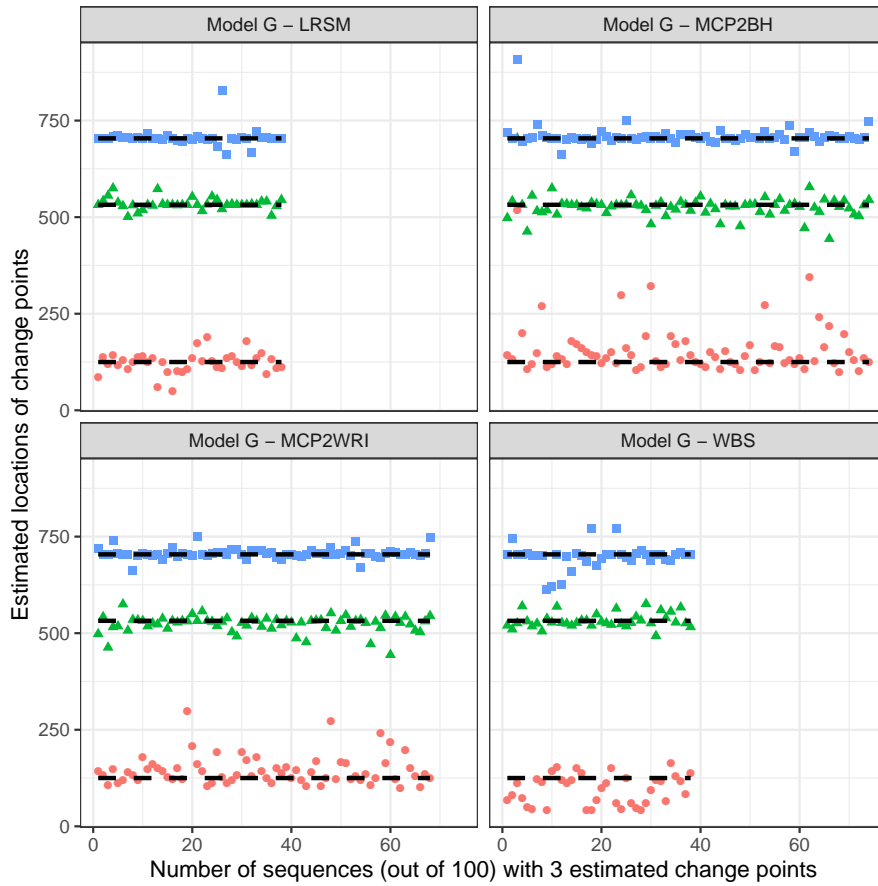 Model G − LRSM
Model G − MCP2BH
750
500
250
0
Model G − MCP2WRI
Model G − WBS
750
500
250
0
0 20 40 60
0 20 40 60
Number of sequences (out of 100) with 3 estimated change points
Estimated locations of change points